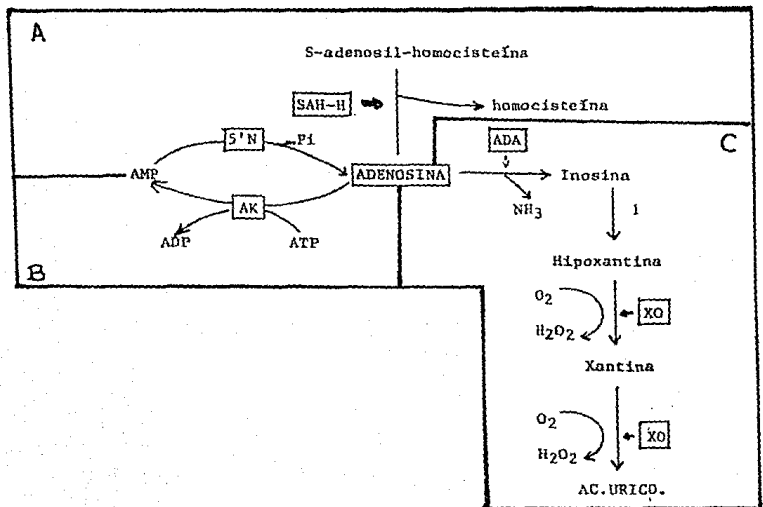 A
S-adenosil-homocisteína
SAH-H
homocisteína
5'N
Pi
ADA
C
AMP
ADENOSINA
Inosina
AK
NH3
1
ADP
ATP
Hipoxantina
B
O2
XO
H2O2
Xantina
O2
XO
H2O2
AC.URICO.